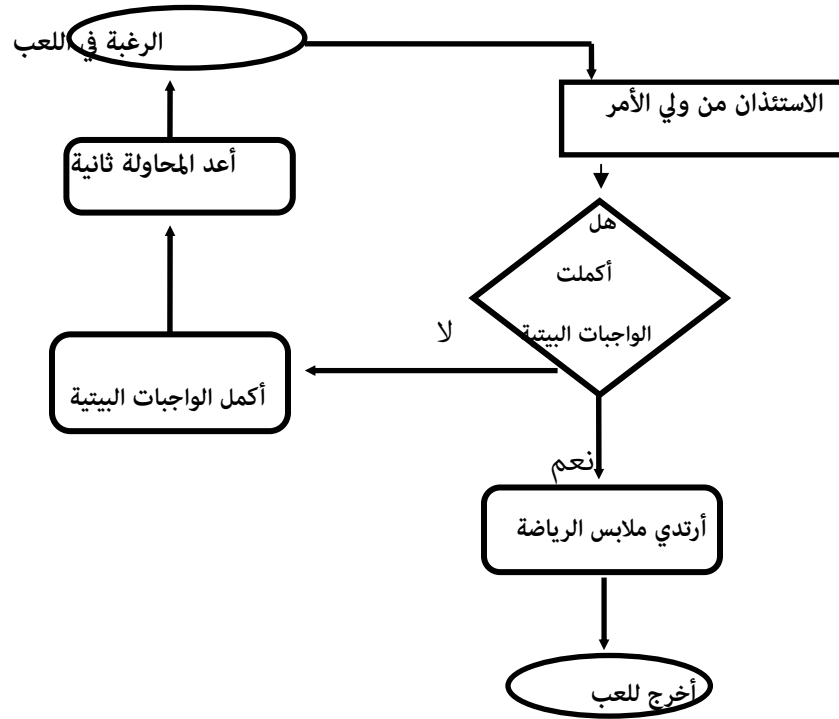 الرغبة في اللعب
الاستئذان من ولي الأمر
أعد المحاولة ثانية
هل
أكملت
الواجبات البيتية
لا
أكمل الواجبات البيتية
نعم
أرتدي ملابس الرياضة
أخرج للعب